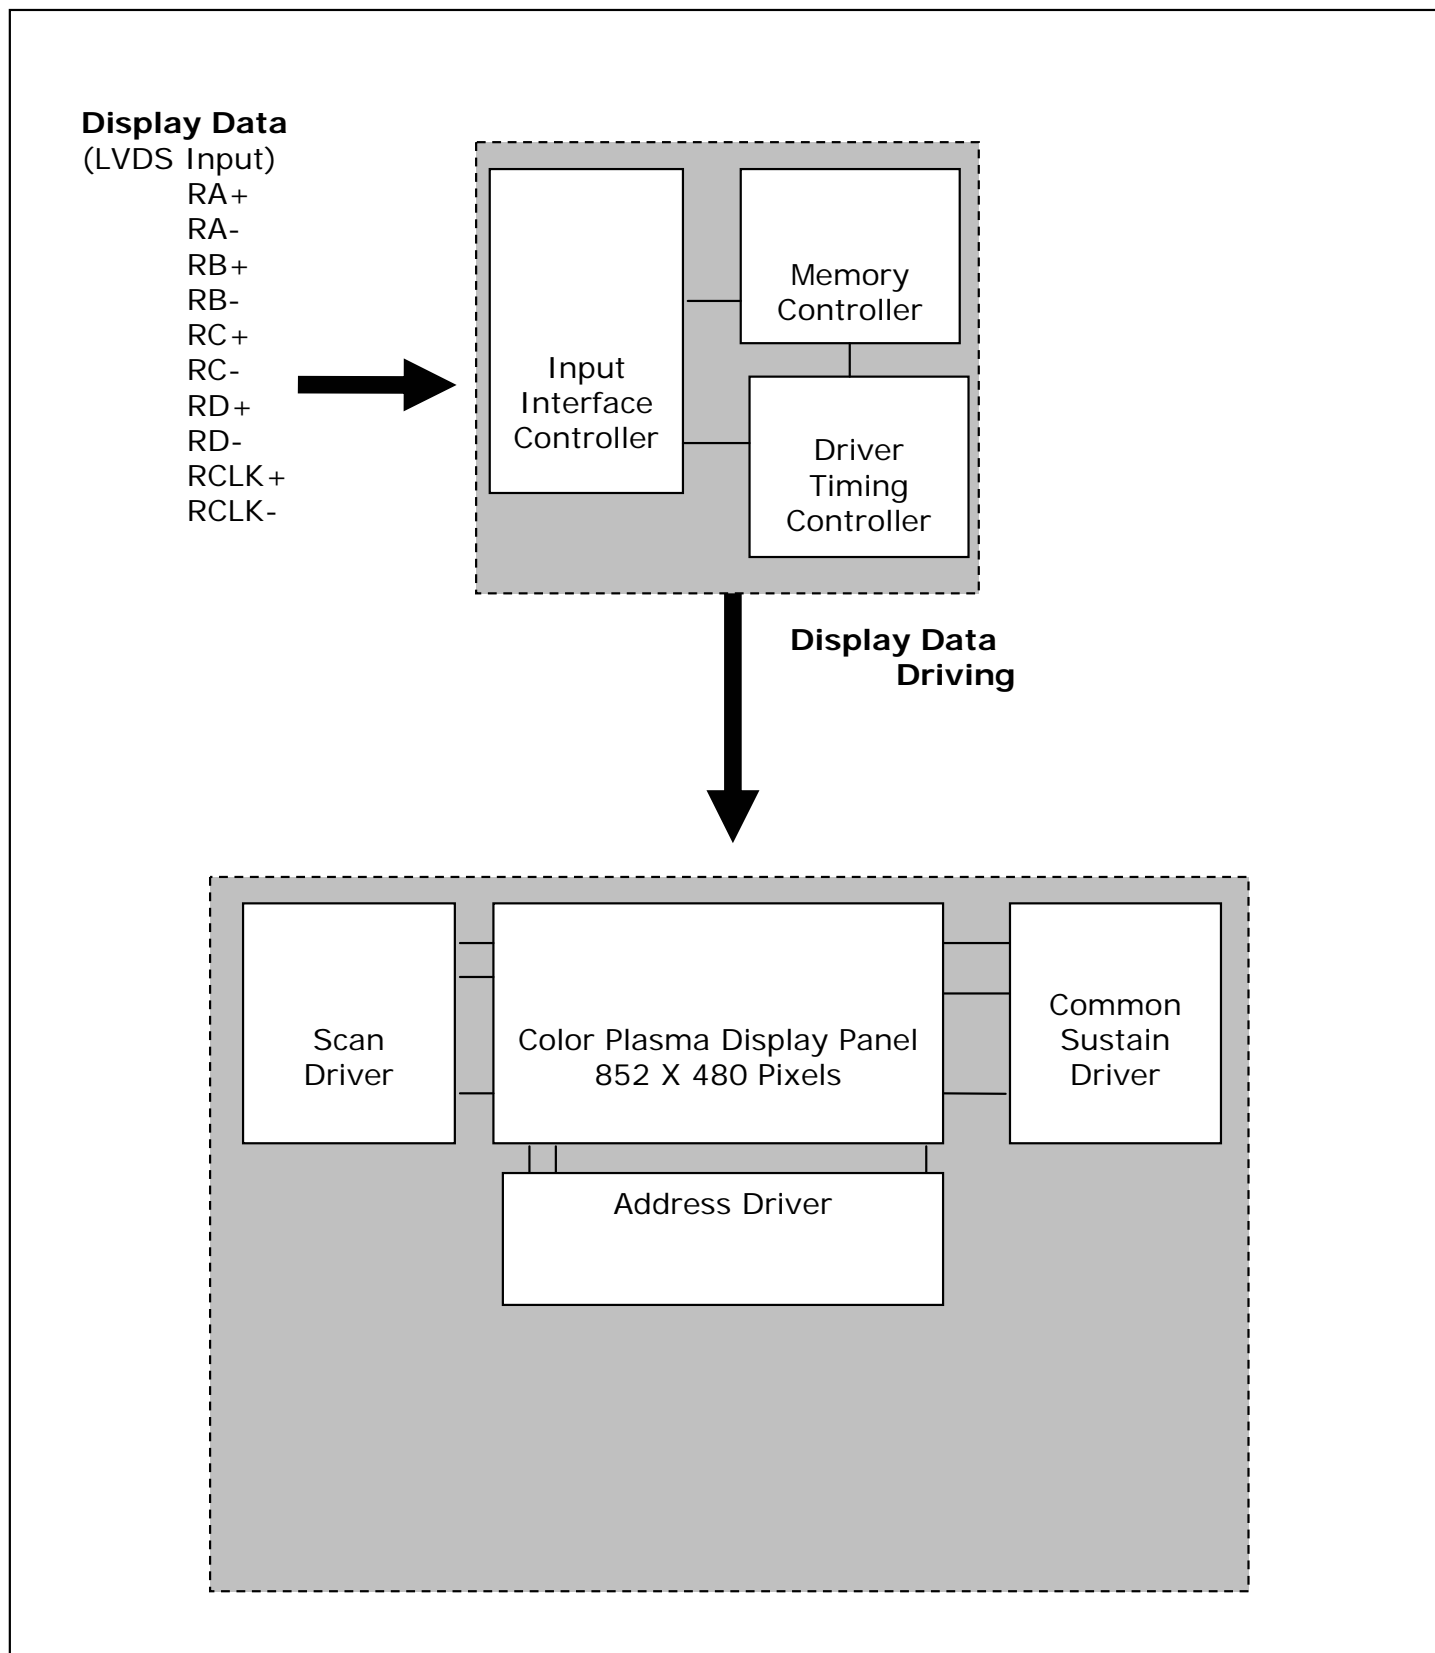 Display Data
(LVDS Input)
RA+
RA-
RB+
RB-
RC+
RC-
RD+
RD-
RCLK+
RCLK-
Input
Interface
Controller
Memory
Controller
Driver
Timing
Controller
Display Data
Driving
Scan
Driver
Color Plasma Display Panel
852 X 480 Pixels
Common
Sustain
Driver
Address Driver